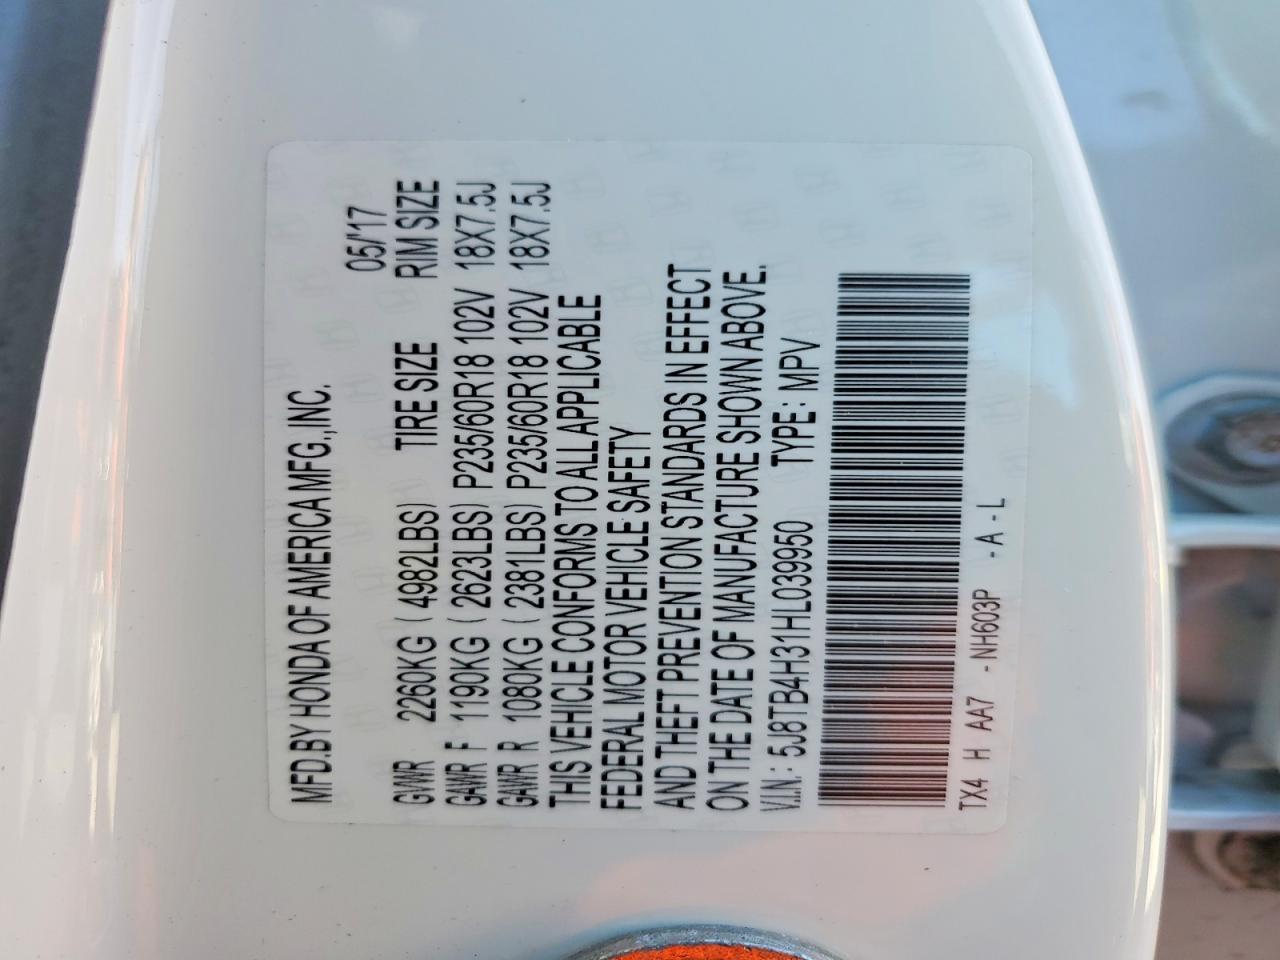 MFD.BY HONDA OF AMERICA MFG.,INC.
05/'17
GVWR 2260KG ( 4982LBS) TIRE SIZE RIM SIZE
GAWR F 1190KG ( 2623LBS) P235/60R18 102V 18X7.5J
GAWR R 1080KG ( 2381LBS) P235/60R18 102V 18X7.5J
THIS VEHICLE CONFORMS TO ALL APPLICABLE
FEDERAL MOTOR VEHICLE SAFETY
AND THEFT PREVENTION STANDARDS IN EFFECT
ON THE DATE OF MANUFACTURE SHOWN ABOVE.
V.I.N.: 5J8TB4H31HL039950 TYPE : MPV
TX4 H AA7 - NH603P - A - L